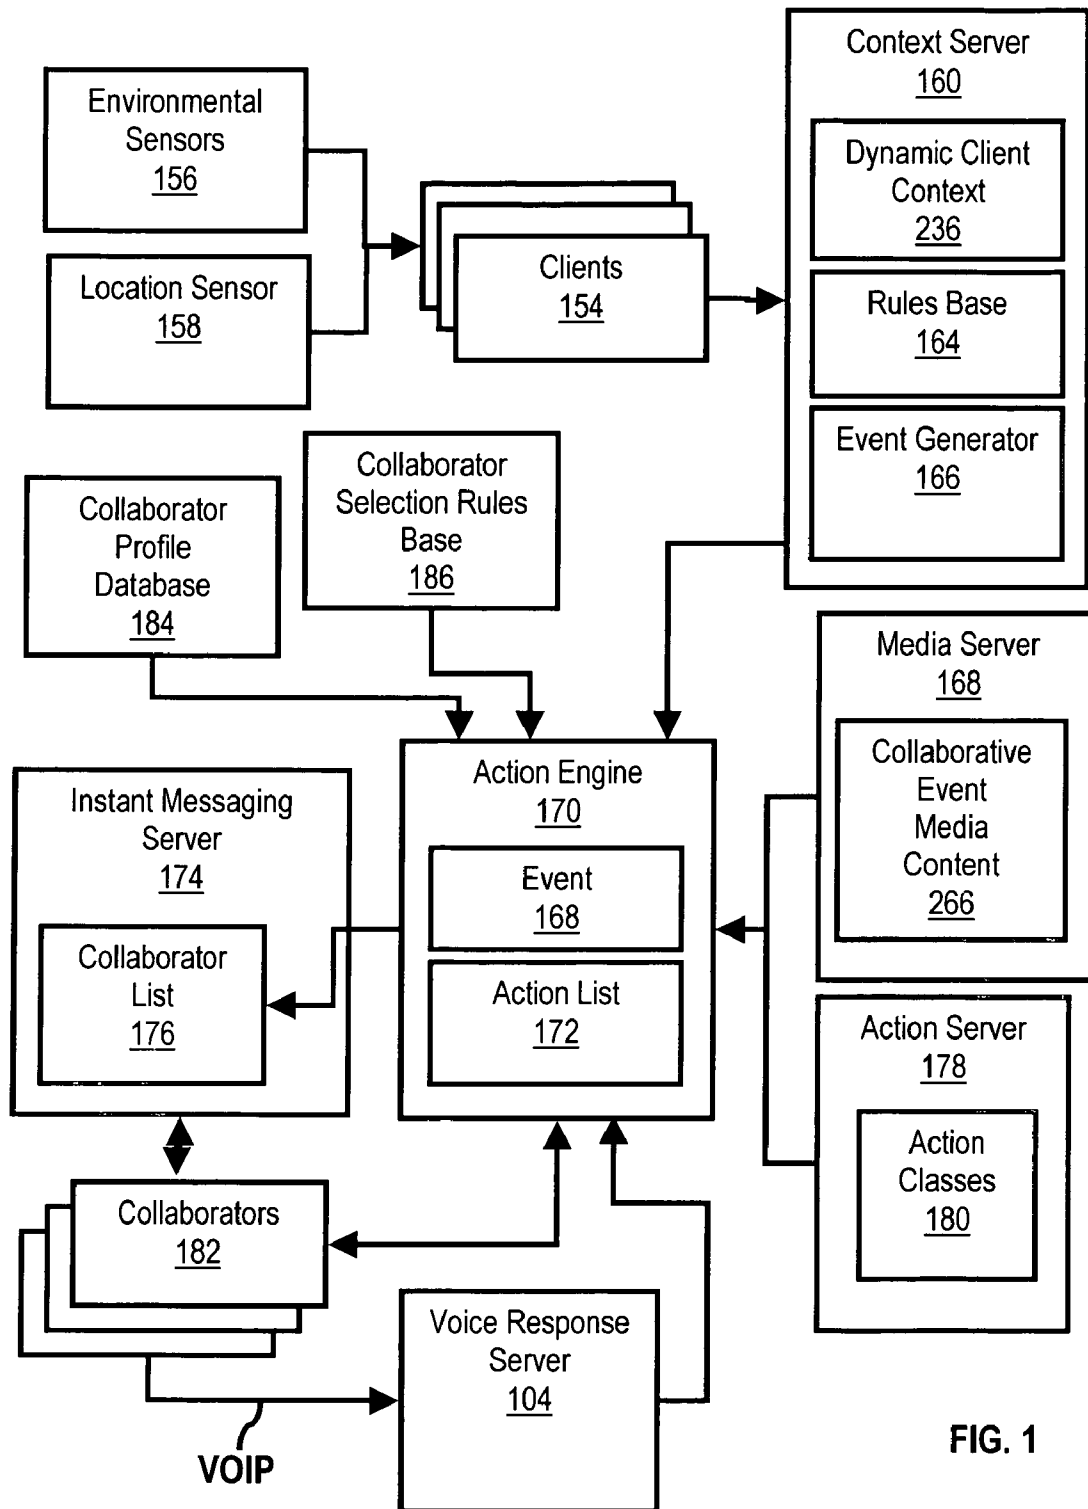 Context Server
160
Dynamic Client
Context
236
Rules Base
164
Event Generator
166
Environmental
Sensors
156
Location Sensor
158
Clients
154
Collaborator
Selection Rules
Base
186
Collaborator
Profile
Database
184
Media Server
168
Collaborative
Event
Media
Content
266
Action Engine
170
Event
168
Action List
172
Instant Messaging
Server
174
Collaborator
List
176
Action Server
178
Action
Classes
180
Collaborators
182
Voice Response
Server
104
VOIP
FIG. 1